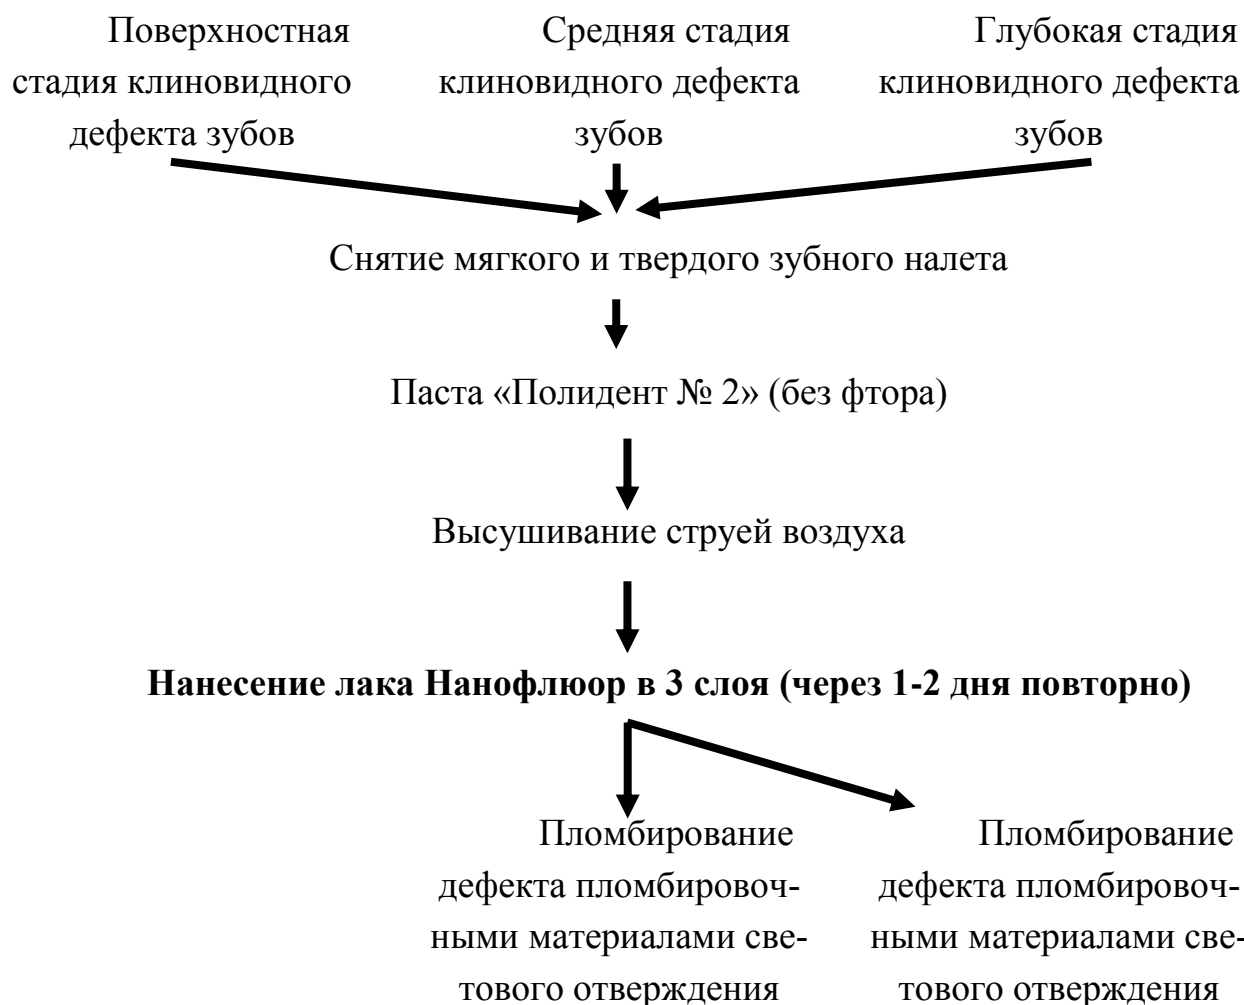 Поверхностная
стадия клиновидного
дефекта зубов
Средняя стадия
клиновидного дефекта
зубов
Глубокая стадия
клиновидного дефекта
зубов
Снятие мягкого и твердого зубного налета
Паста «Полидент № 2» (без фтора)
Высушивание струей воздуха
Нанесение лака Нанофлюор в 3 слоя (через 1-2 дня повторно)
Пломбирование
дефекта пломбировоч-
ными материалами све-
тового отверждения
Пломбирование
дефекта пломбировоч-
ными материалами све-
тового отверждения